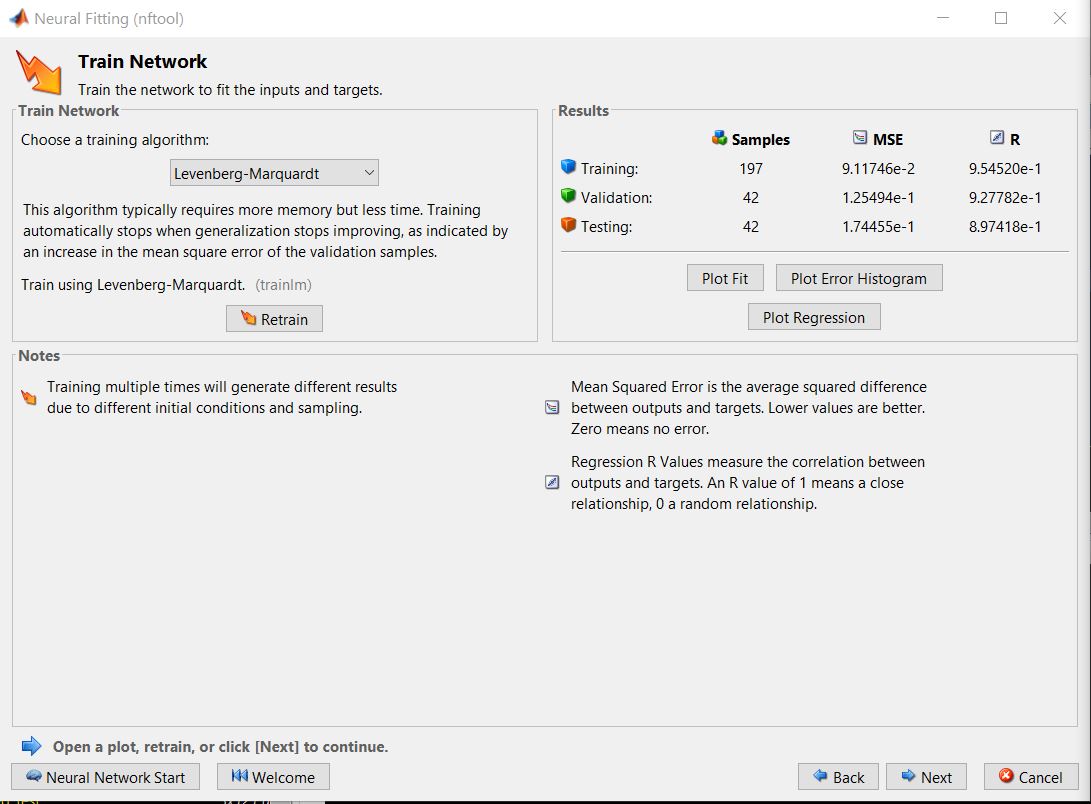 Neural Fitting (nftool)
Train Network
Train the network to fit the inputs and targets.
Train Network
Choose a training algorithm:
Levenberg-Marquardt
This algorithm typically requires more memory but less time. Training
automatically stops when generalization stops improving, as indicated by
an increase in the mean square error of the validation samples.
Train using Levenberg-Marquardt. (trainlm)
Retrain
Results
Samples MSE R
Training: 197 9.11746e-2 9.54520e-1
Validation: 42 1.25494e-1 9.27782e-1
Testing: 42 1.74455e-1 8.97418e-1
Plot Fit Plot Error Histogram
Plot Regression
Notes
Training multiple times will generate different results
due to different initial conditions and sampling.
Mean Squared Error is the average squared difference
between outputs and targets. Lower values are better.
Zero means no error.
Regression R Values measure the correlation between
outputs and targets. An R value of 1 means a close
relationship, 0 a random relationship.
Open a plot, retrain, or click [Next] to continue.
Neural Network Start Welcome Back Next Cancel